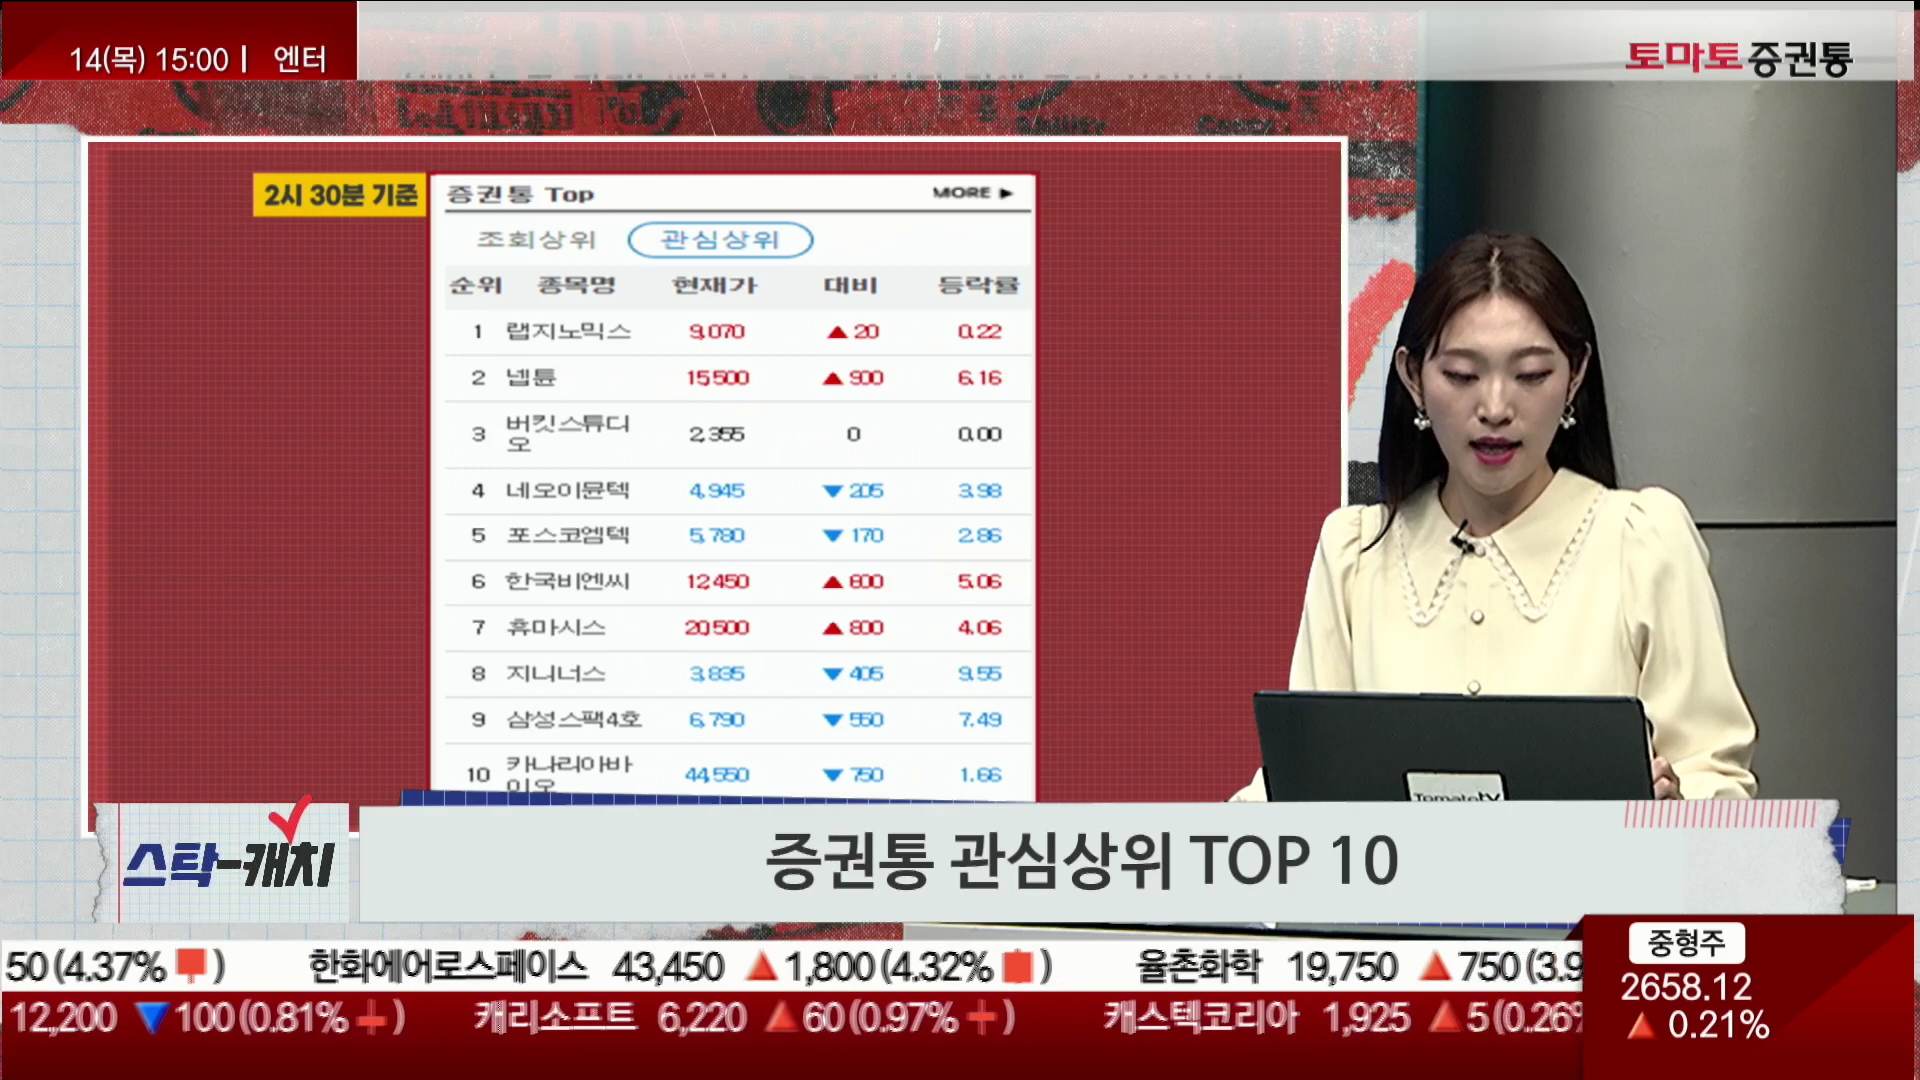 14(목) 15:00 | 엔터
토마토증권통
2시 30분 기준
증권통 Top MORE ▶
조회상위 관심상위
순위 종목명 현재가 대비 등락률
1 랩지노믹스 9,070 ▲ 20 0.22
2 넵튠 15,500 ▲ 900 6.16
3 버킷스튜디오 2,355 0 0.00
4 네오이뮨텍 4,945 ▼ 205 3.98
5 포스코엠텍 5,780 ▼ 170 2.86
6 한국비엔씨 12,450 ▲ 600 5.06
7 휴마시스 20,500 ▲ 800 4.06
8 지니너스 3,835 ▼ 405 9.55
9 삼성스팩4호 6,790 ▼ 550 7.49
10 카나리아바이오 44,550 ▼ 750 1.66
Tomatotv
스탁-캐치
증권통 관심상위 TOP 10
50(4.37% ) 한화에어로스페이스 43,450 ▲1,800(4.32% ) 율촌화학 19,750 ▲750(3.9
12,200 ▼100(0.81% ) 캐리소프트 6,220 ▲60(0.97% ) 캐스텍코리아 1,925 ▲5(0.26%
중형주
2658.12
▲ 0.21%